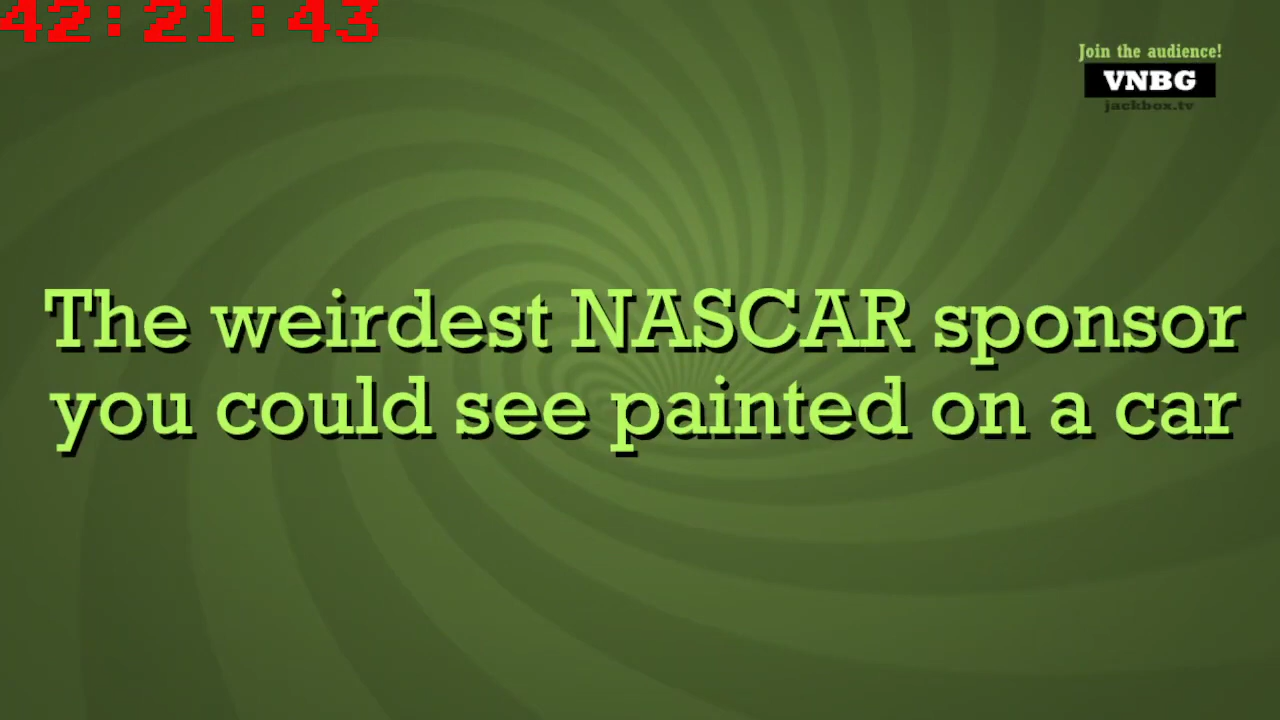 42:21:43
Join the audience!
VNBG
jackbox.tv
The weirdest NASCAR sponsor
you could see painted on a car